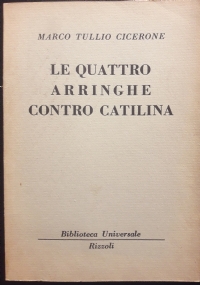 MARCO TULLIO CICERONE
LE QUATTRO
ARRINGHE
CONTRO CATILINA
Biblioteca Universale
Rizzoli